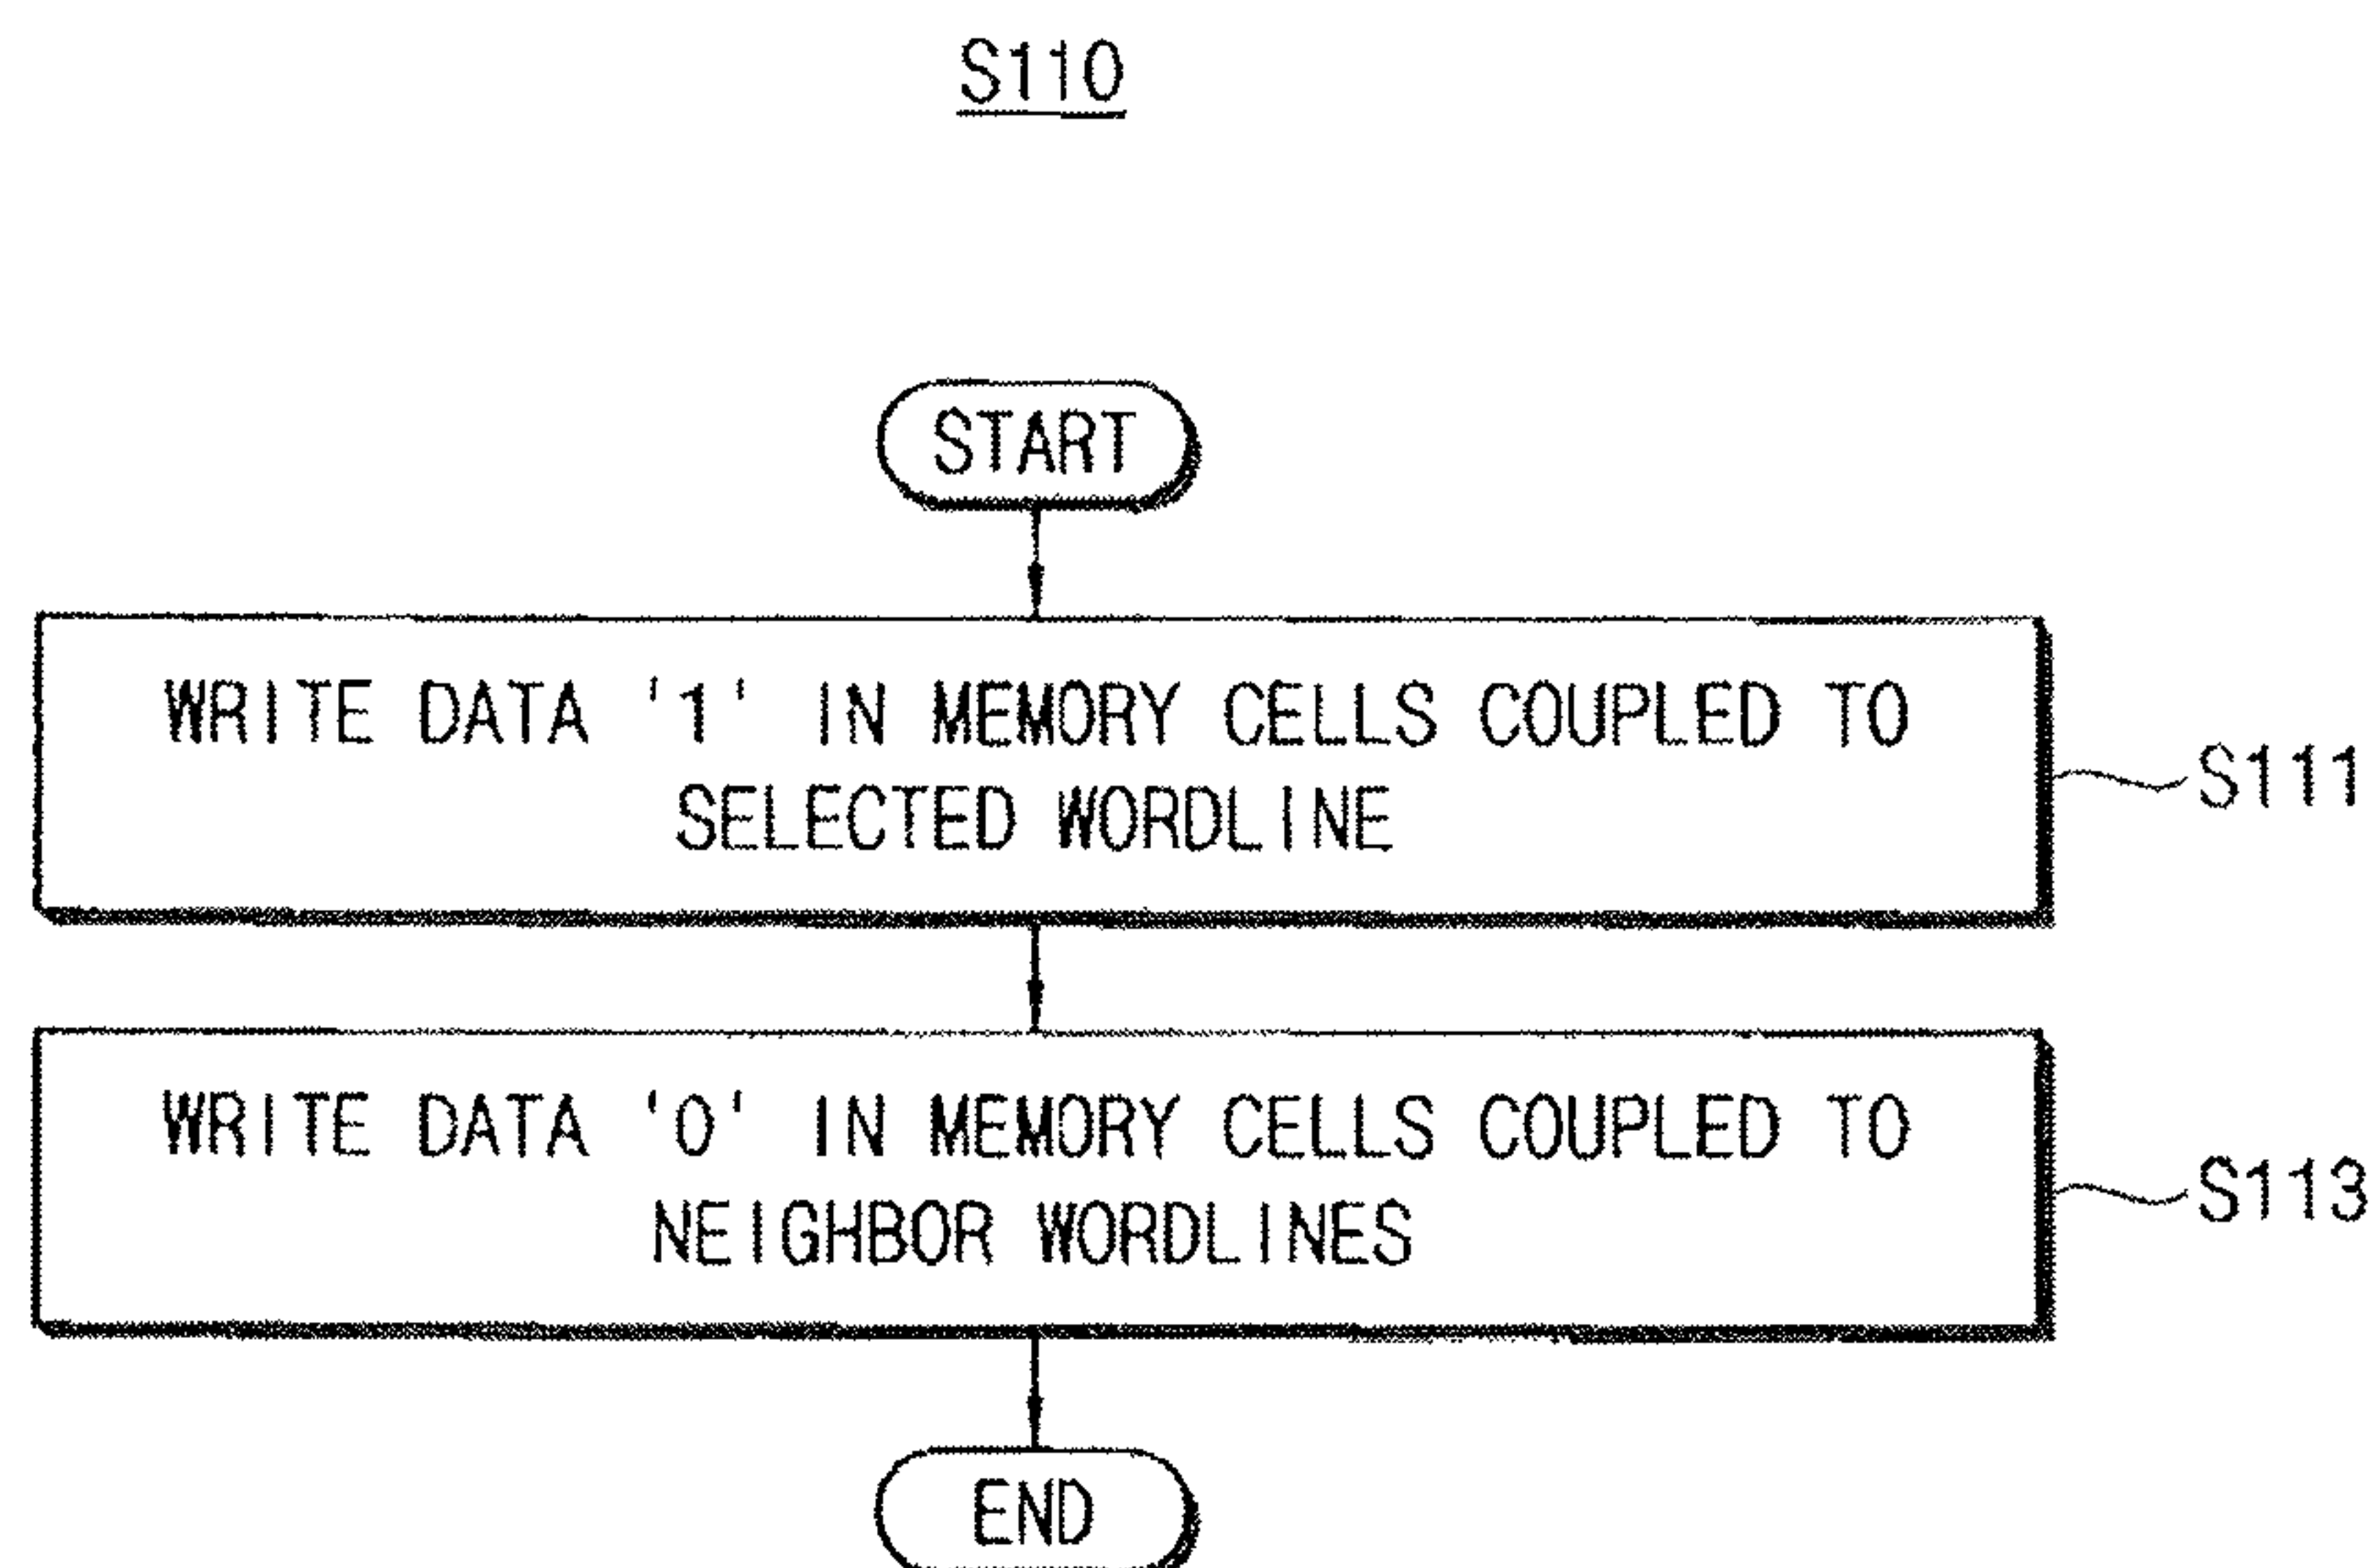 S110
START
WRITE DATA '1' IN MEMORY CELLS COUPLED TO
SELECTED WORDLINE
S111
WRITE DATA '0' IN MEMORY CELLS COUPLED TO
NEIGHBOR WORDLINES
S113
END